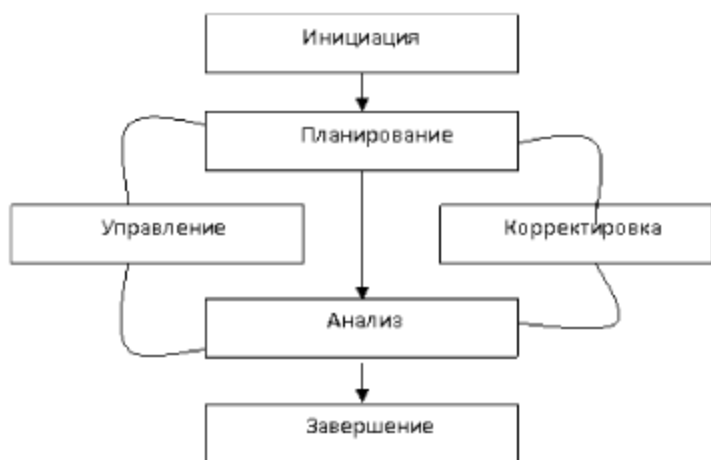 Инициация
Планирование
Управление
Корректировка
Анализ
Завершение